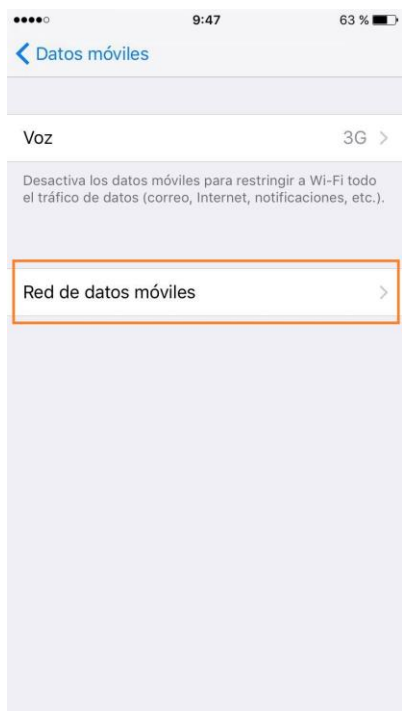 9:47
63 %
Datos móviles
Voz 3G
Desactiva los datos móviles para restringir a Wi-Fi todo
el tráfico de datos (correo, Internet, notificaciones, etc.).
Red de datos móviles